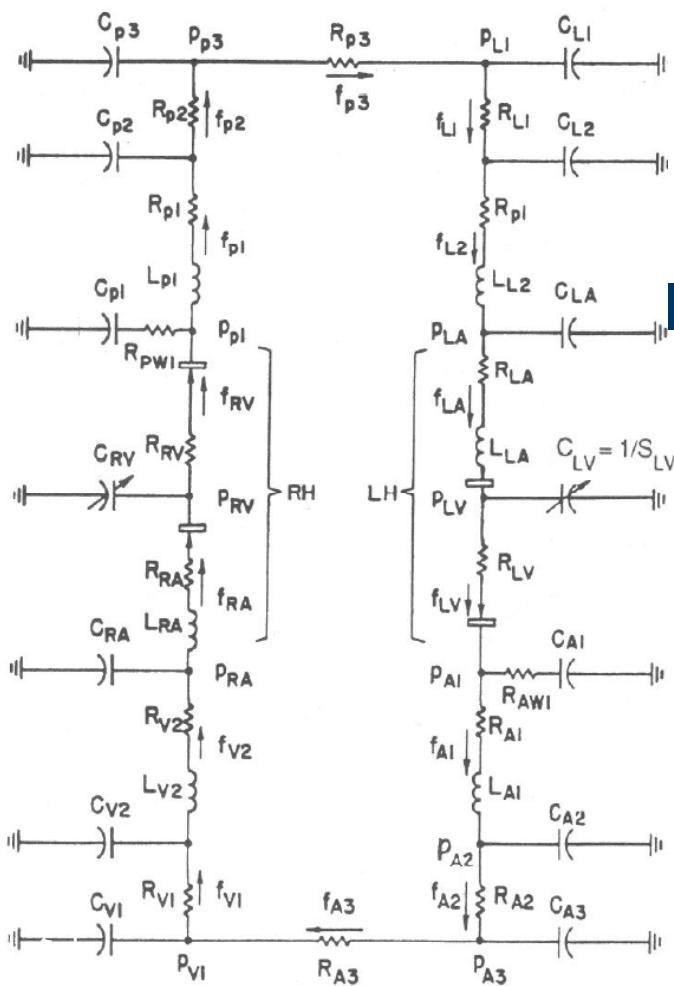 Cp3 Pp3 Rp3 PL1 CL1
fp3
Rp2 fp2 fL1 RL1
Cp2 CL2
Rp1 fp1 Rp1 fL2
Lp1 LL2
Cp1 Pp1 PLA CLA
RPW1 RLA
fRV fLA
RRV LLA
CRV PRV RH LH PLV CLV = 1/SLV
RLV
RRA fRA fLV
LRA
CRA PRA PA1 CA1
RAW1
RV2 fV2 RA1 fA1
LV2 LA1
CV2 PA2 CA2
RV1 fV1 fA3 fA2 RA2
CV1 CA3
PV1 RA3 PA3